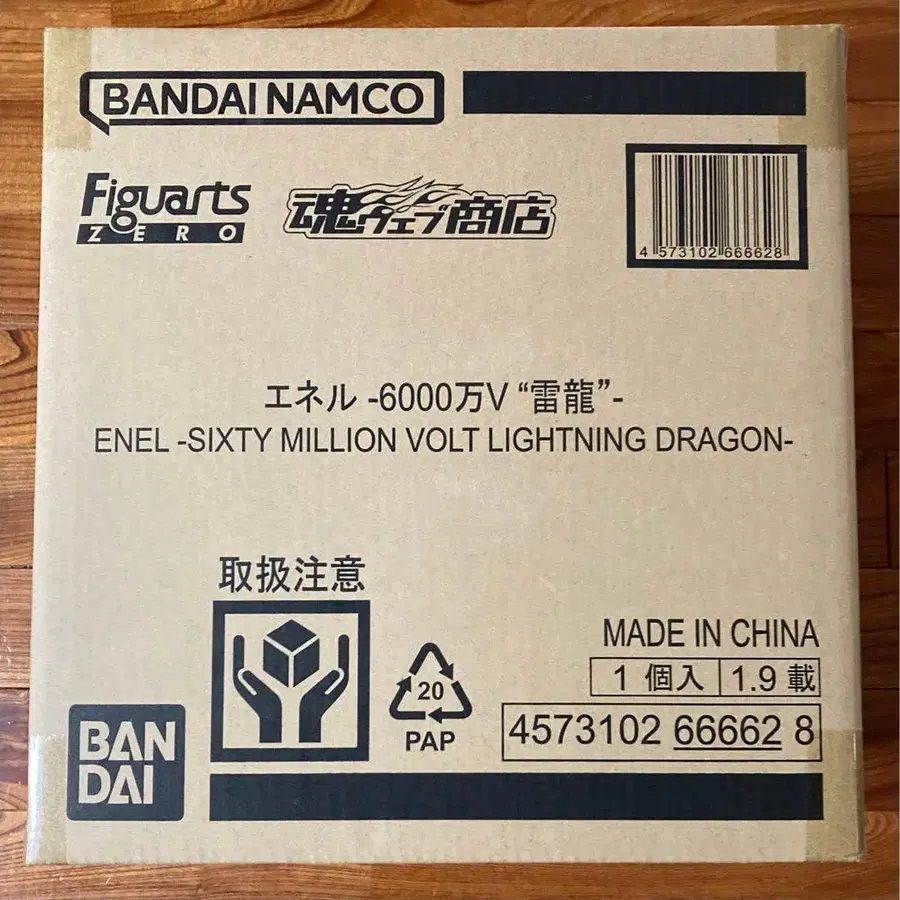 BANDAI NAMCO
Figuarts
ZERO
魂ウェブ商店
4 573102 666628
エネル -6000万V “雷龍”-
ENEL -SIXTY MILLION VOLT LIGHTNING DRAGON-
取扱注意
20
PAP
MADE IN CHINA
1 個入 1.9 載
4573102 66662 8
BAN
DAI